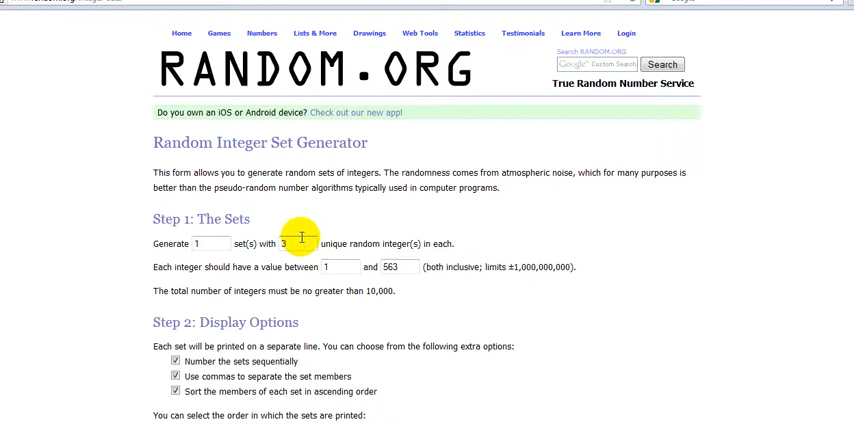 Home Games Numbers Lists & More Drawings Web Tools Statistics Testimonials Learn More Login
RANDOM.ORG
Search RANDOM.ORG
Google™ Custom Search Search
True Random Number Service
Do you own an iOS or Android device? Check out our new app!
Random Integer Set Generator
This form allows you to generate random sets of integers. The randomness comes from atmospheric noise, which for many purposes is
better than the pseudo-random number algorithms typically used in computer programs.
Step 1: The Sets
Generate 1 set(s) with 3 unique random integer(s) in each.
Each integer should have a value between 1 and 563 (both inclusive; limits ±1,000,000,000).
The total number of integers must be no greater than 10,000.
Step 2: Display Options
Each set will be printed on a separate line. You can choose from the following extra options:
Number the sets sequentially
Use commas to separate the set members
Sort the members of each set in ascending order
You can select the order in which the sets are printed: